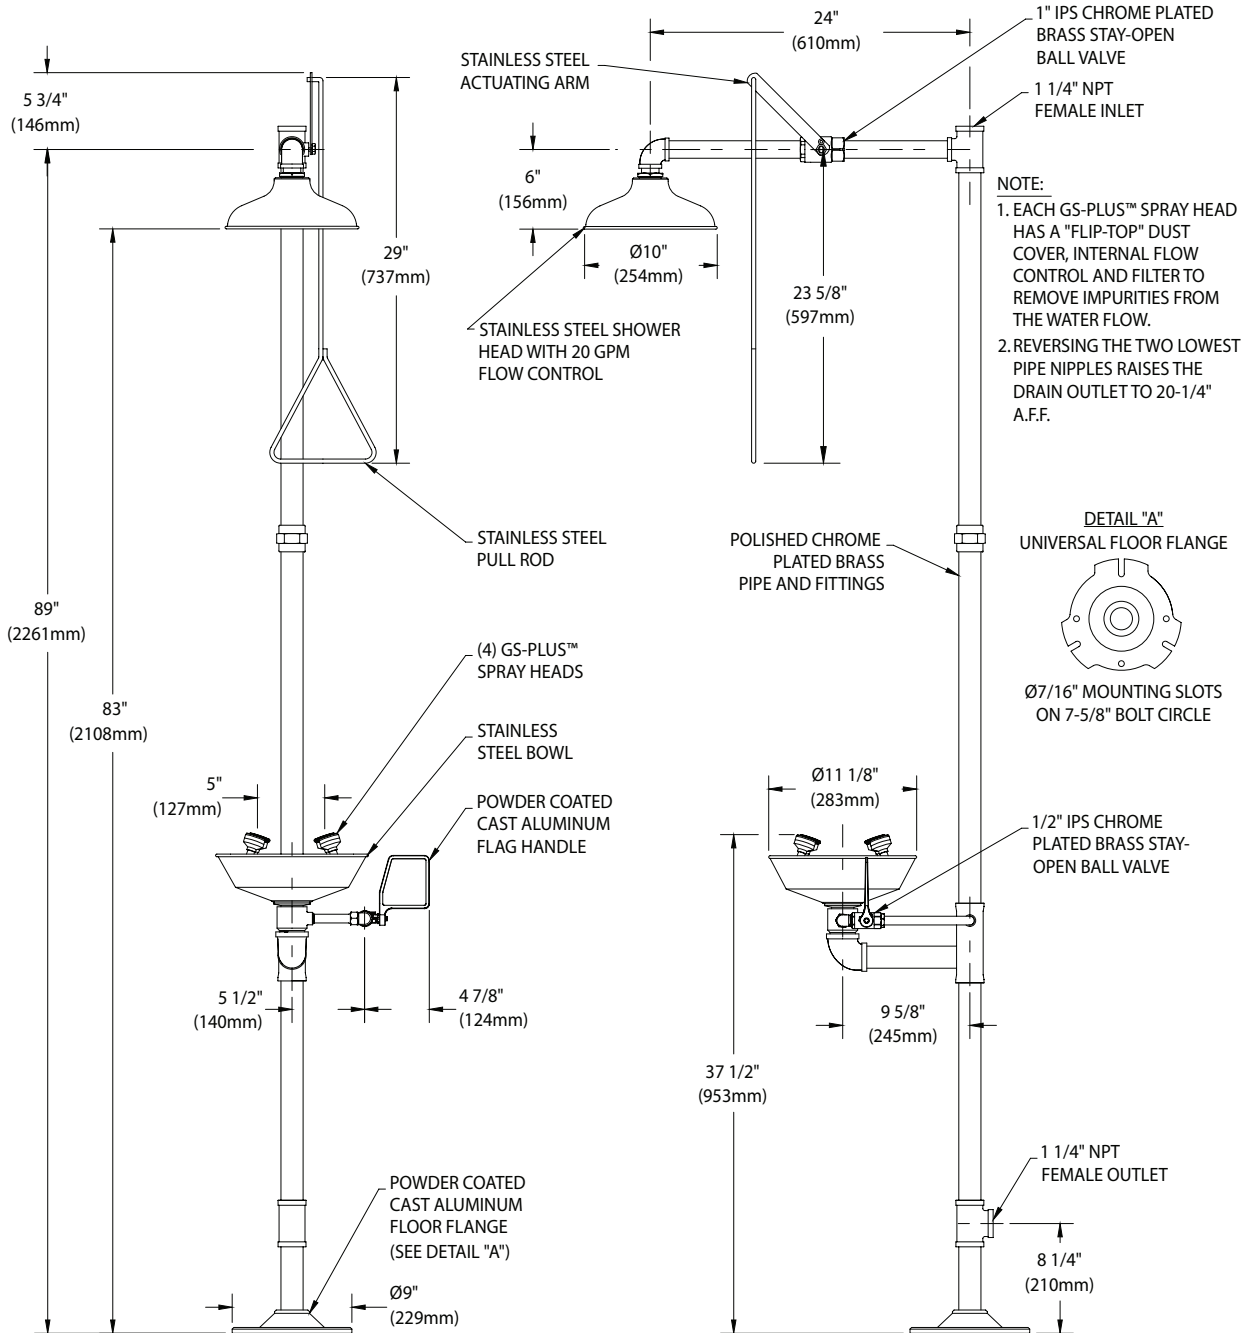 24"
(610mm)
1" IPS CHROME PLATED
BRASS STAY-OPEN
BALL VALVE
STAINLESS STEEL
ACTUATING ARM
5 3/4"
(146mm)
1 1/4" NPT
FEMALE INLET
6"
(156mm)
NOTE:
1. EACH GS-PLUS™ SPRAY HEAD
HAS A "FLIP-TOP" DUST
COVER, INTERNAL FLOW
CONTROL AND FILTER TO
REMOVE IMPURITIES FROM
THE WATER FLOW.
2. REVERSING THE TWO LOWEST
PIPE NIPPLES RAISES THE
DRAIN OUTLET TO 20-1/4"
A.F.F.
29"
(737mm)
Ø10"
(254mm)
23 5/8"
(597mm)
STAINLESS STEEL SHOWER
HEAD WITH 20 GPM
FLOW CONTROL
STAINLESS STEEL
PULL ROD
POLISHED CHROME
PLATED BRASS
PIPE AND FITTINGS
DETAIL "A"
UNIVERSAL FLOOR FLANGE
Ø7/16" MOUNTING SLOTS
ON 7-5/8" BOLT CIRCLE
89"
(2261mm)
83"
(2108mm)
(4) GS-PLUS™
SPRAY HEADS
STAINLESS
STEEL BOWL
5"
(127mm)
POWDER COATED
CAST ALUMINUM
FLAG HANDLE
Ø11 1/8"
(283mm)
1/2" IPS CHROME
PLATED BRASS STAY-
OPEN BALL VALVE
5 1/2"
(140mm)
4 7/8"
(124mm)
9 5/8"
(245mm)
37 1/2"
(953mm)
1 1/4" NPT
FEMALE OUTLET
POWDER COATED
CAST ALUMINUM
FLOOR FLANGE
(SEE DETAIL "A")
8 1/4"
(210mm)
Ø9"
(229mm)